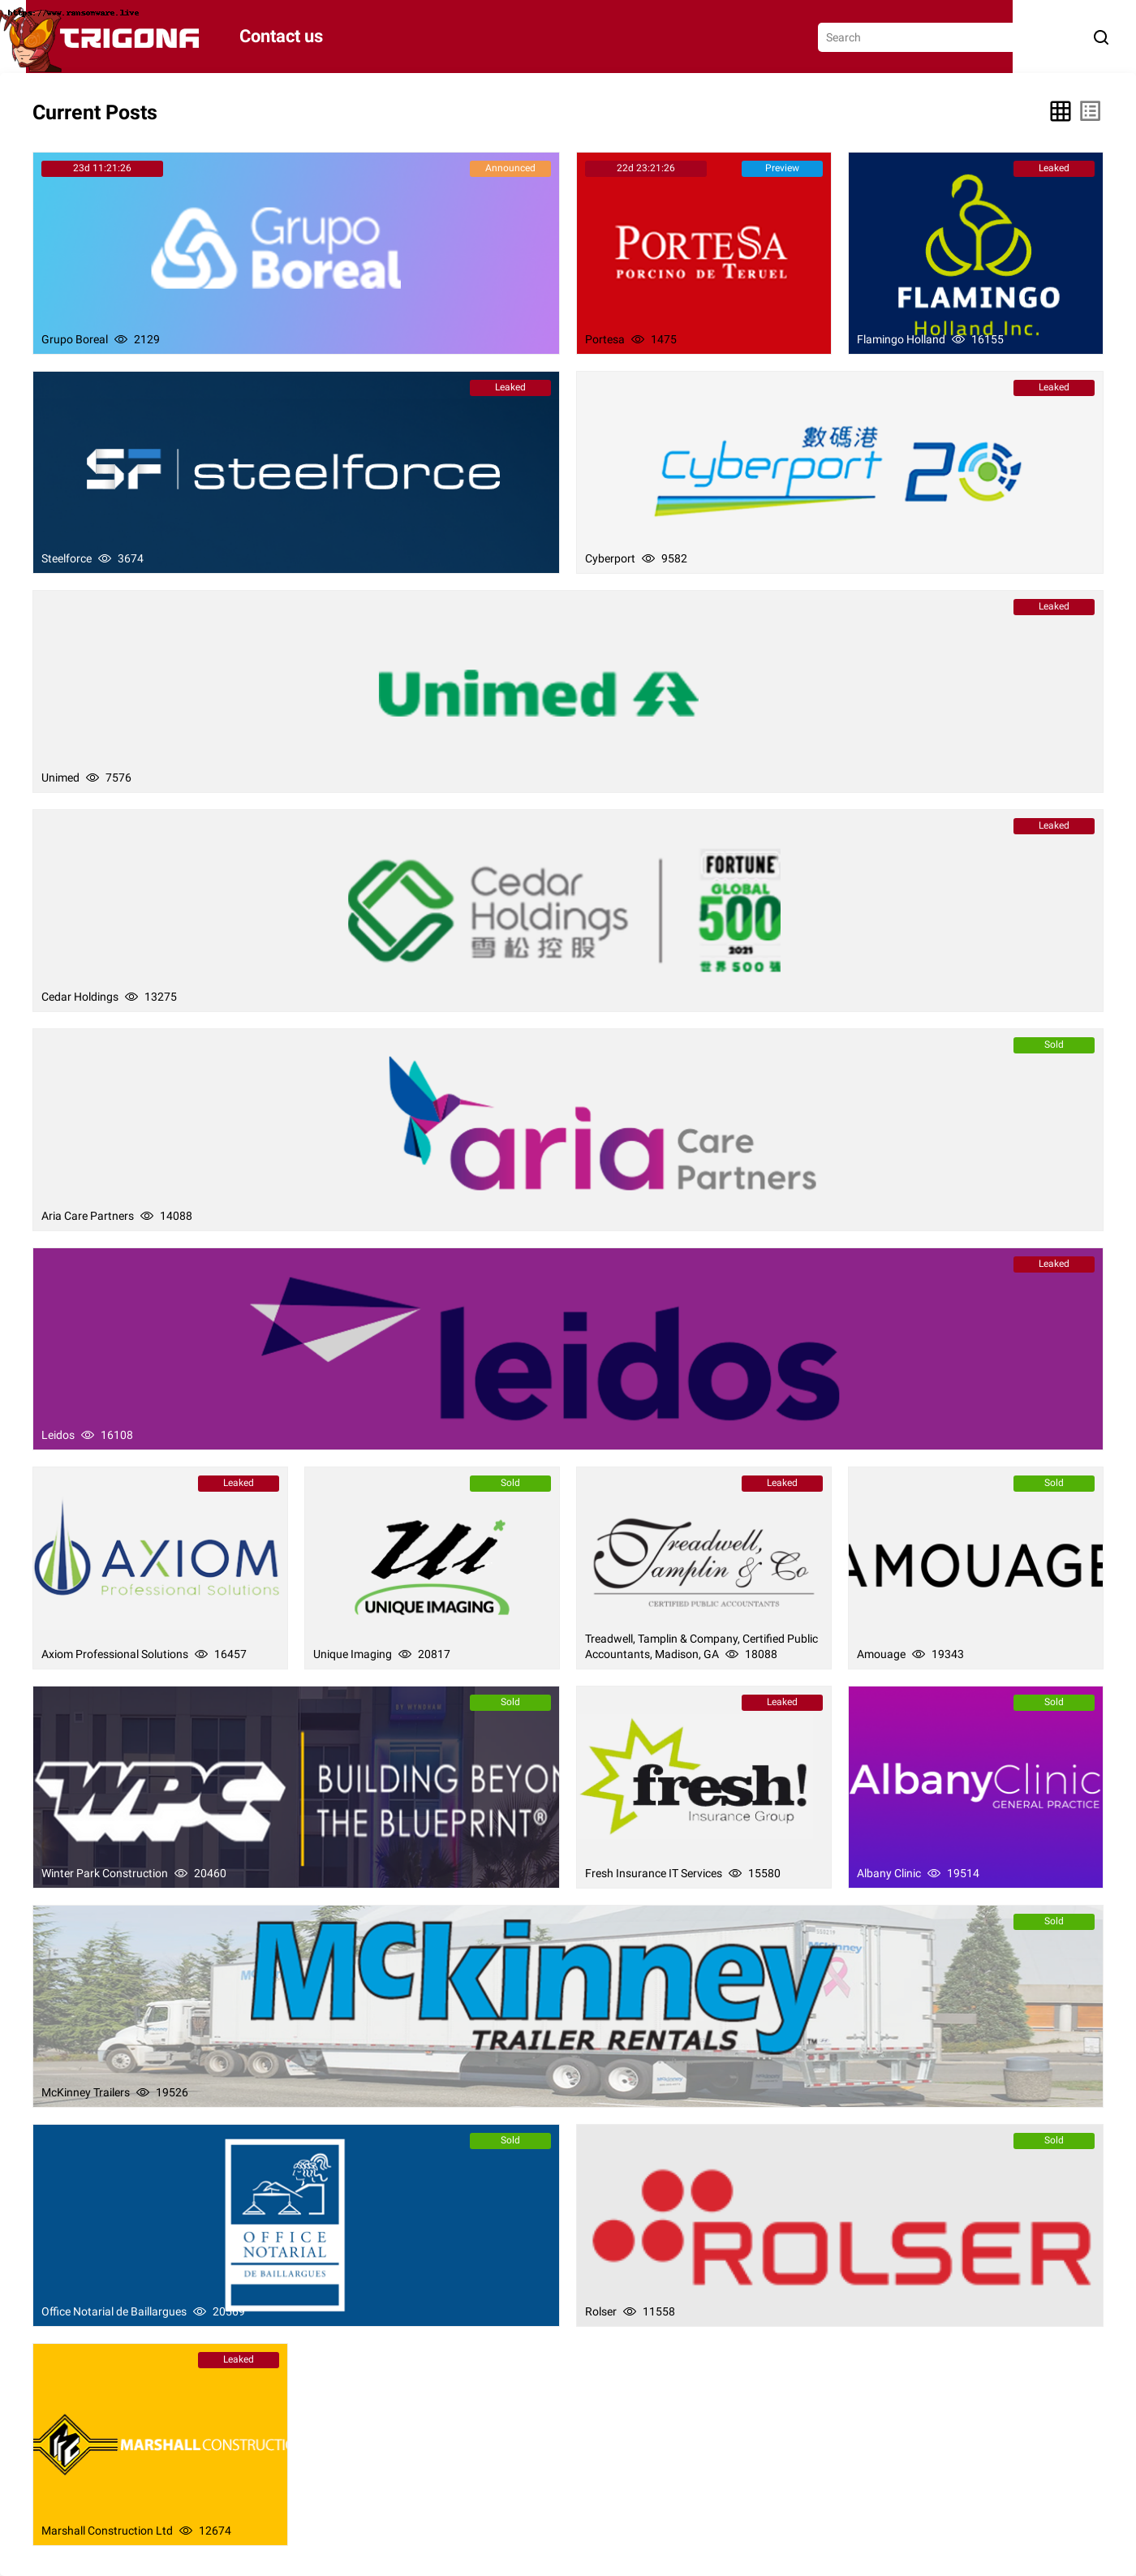 https://www.ransomware.live
TRIGONA
Contact us
Search
Current Posts
23d 11:21:26
Announced
Grupo
Boreal
Grupo Boreal 2129
22d 23:21:26
Preview
PORTESA
PORCINO DE TERUEL
Portesa 1475
Leaked
FLAMINGO
Holland Inc.
Flamingo Holland 16155
Leaked
SF steelforce
Steelforce 3674
Leaked
數碼港
Cyberport 20
Cyberport 9582
Leaked
Unimed
Unimed 7576
Leaked
Cedar
Holdings
雪松控股
FORTUNE
GLOBAL
500
2021
世界500强
Cedar Holdings 13275
Sold
aria Care
Partners
Aria Care Partners 14088
Leaked
leidos
Leidos 16108
Leaked
AXIOM
Professional Solutions
Axiom Professional Solutions 16457
Sold
Ui
UNIQUE IMAGING
Unique Imaging 20817
Leaked
Treadwell,
Tamplin & Co
CERTIFIED PUBLIC ACCOUNTANTS
Treadwell, Tamplin & Company, Certified Public
Accountants, Madison, GA 18088
Sold
AMOUAGE
Amouage 19343
Sold
BY WYNDHAM
WPC
BUILDING BEYON
THE BLUEPRINT®
Winter Park Construction 20460
Leaked
fresh!
Insurance Group
Fresh Insurance IT Services 15580
Sold
AlbanyClinic
GENERAL PRACTICE
Albany Clinic 19514
Sold
McKinney
TRAILER RENTALS
McKinney Trailers 19526
Sold
OFFICE
NOTARIAL
DE BAILLARGUES
Office Notarial de Baillargues 20569
Sold
ROLSER
Rolser 11558
Leaked
MARSHALL CONSTRUCTIO
Marshall Construction Ltd 12674